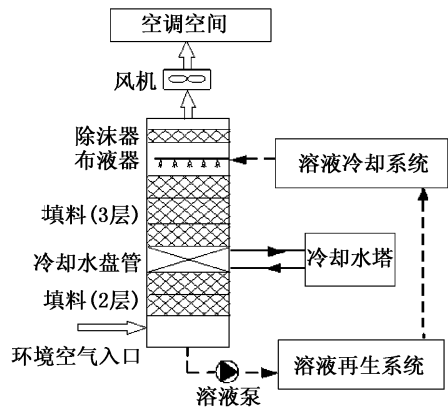 空调空间
风机
除沫器
布液器
溶液冷却系统
填料(3层)
冷却水盘管
冷却水塔
填料(2层)
环境空气入口
溶液泵
溶液再生系统